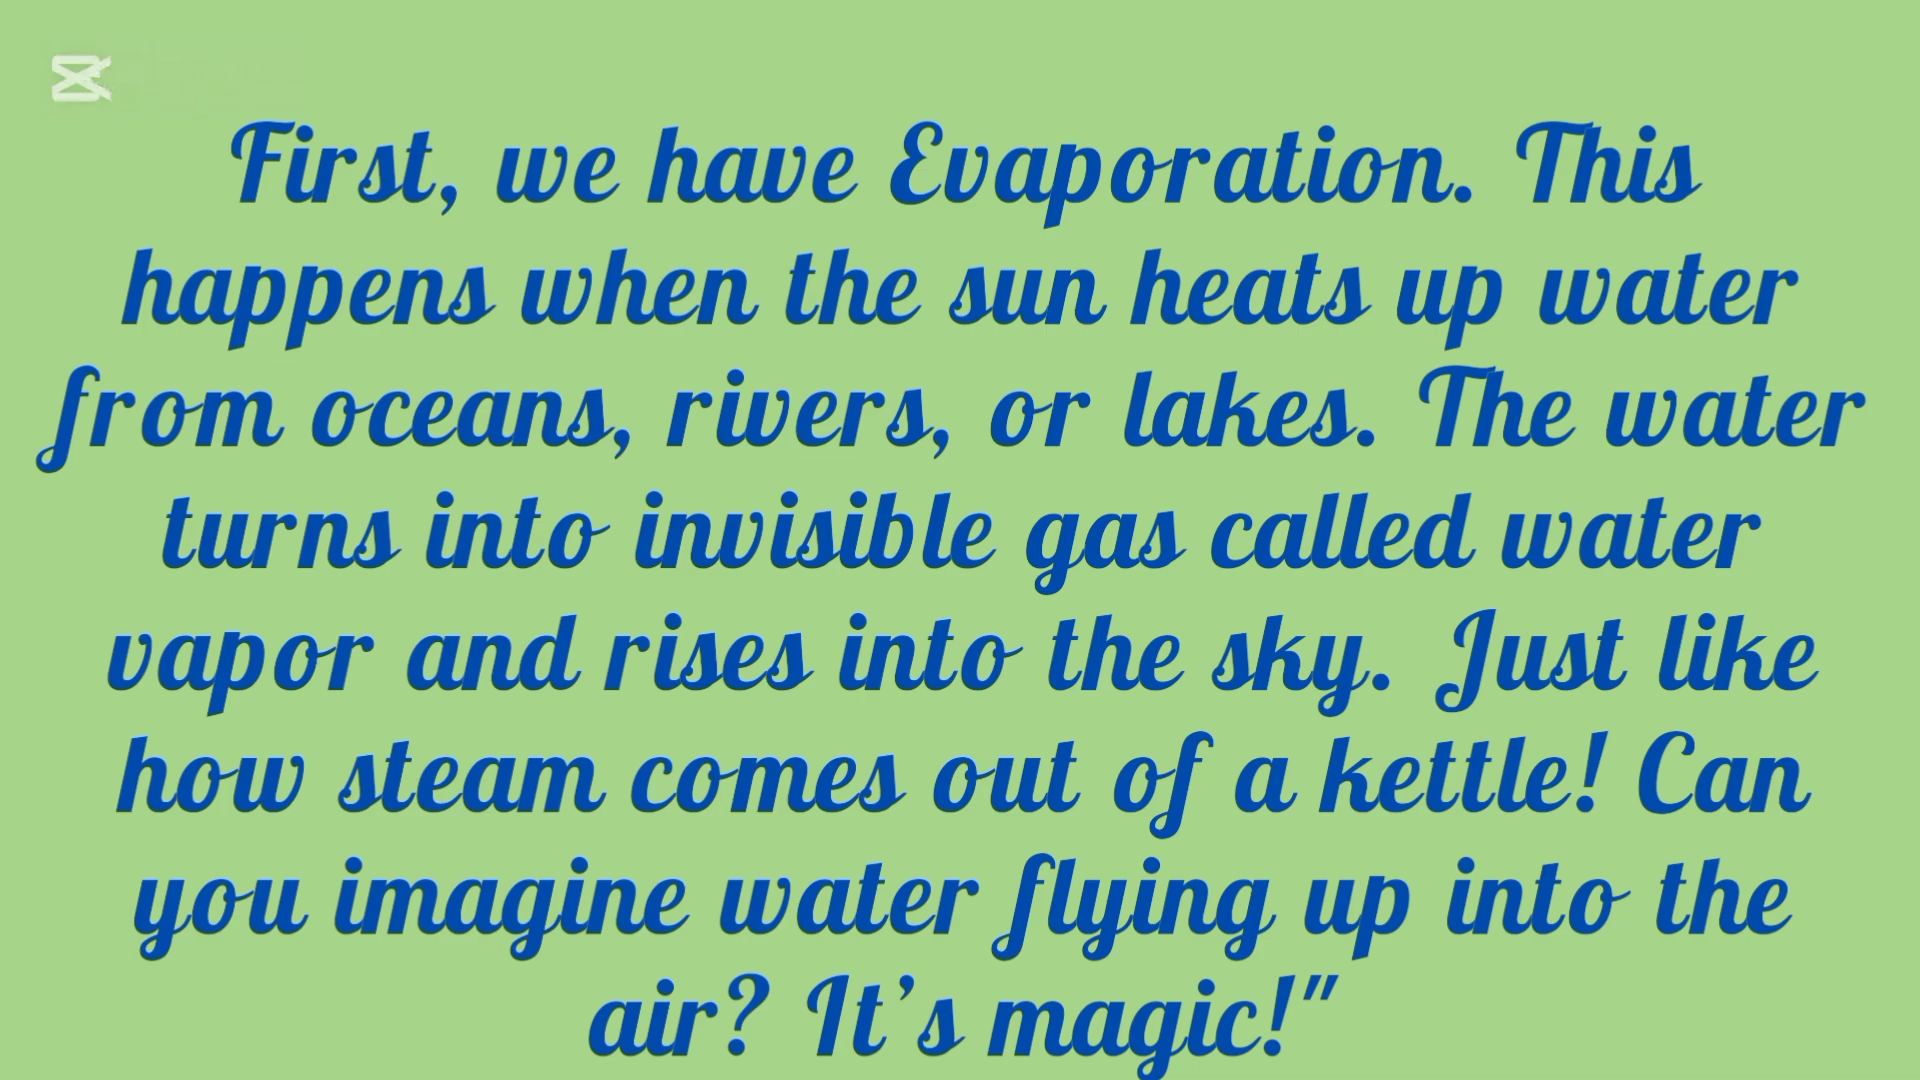 First, we have Evaporation. This
happens when the sun heats up water
from oceans, rivers, or lakes. The water
turns into invisible gas called water
vapor and rises into the sky. Just like
how steam comes out of a kettle! Can
you imagine water flying up into the
air? It's magic!"